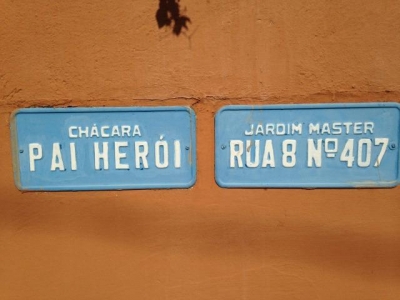 CHÁCARA
PAI HERÓI
JARDIM MASTER
RUA 8 Nº 407